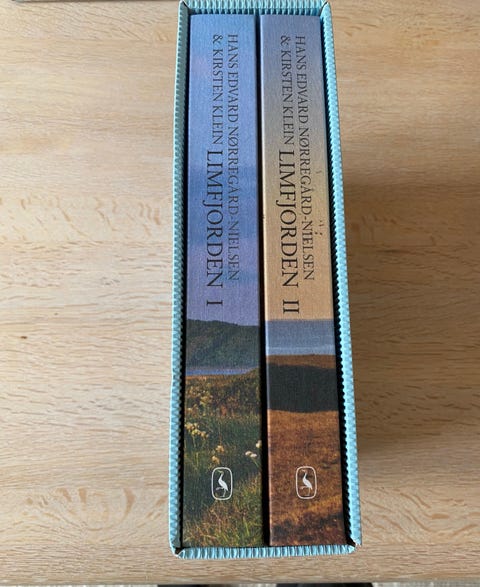 HANS EDVARD NØRREGÅRD-NIELSEN
& KIRSTEN KLEIN LIMFJORDEN I
HANS EDVARD NØRREGÅRD-NIELSEN
& KIRSTEN KLEIN LIMFJORDEN II